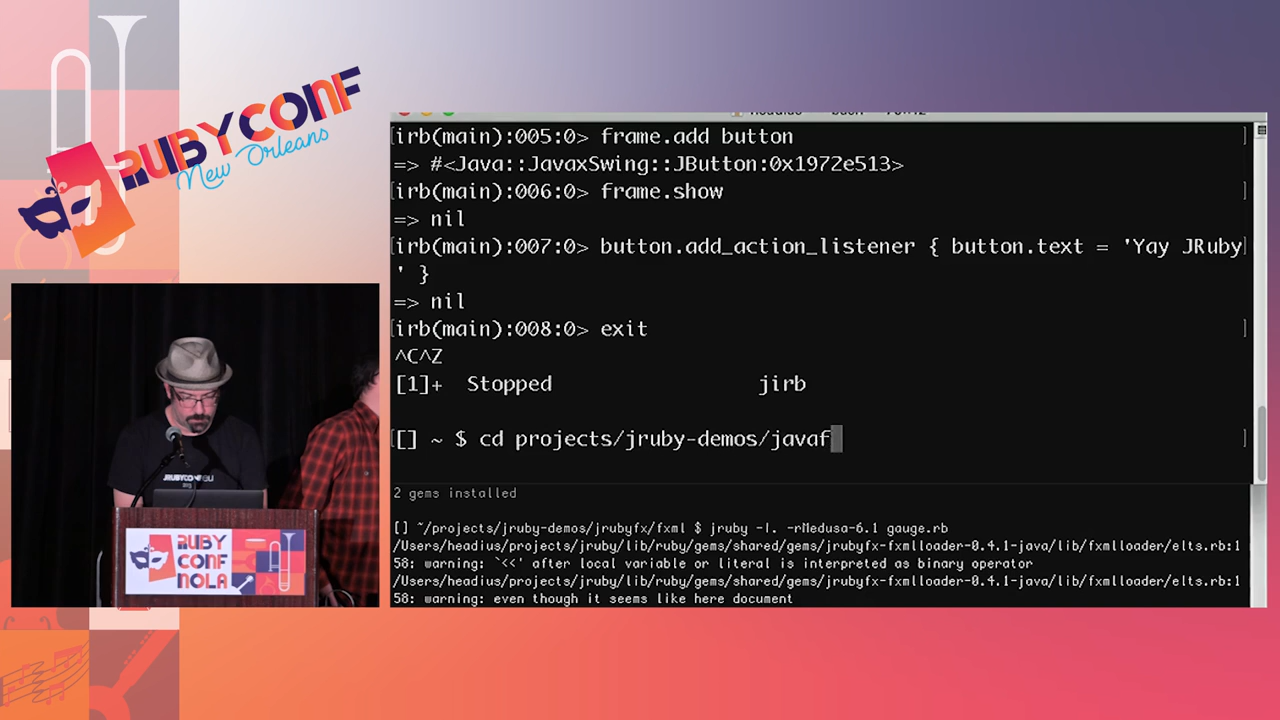 RUBYCONF
New Orleans
irb(main):005:0> frame.add button
=> #<Java::JavaxSwing::JButton:0x1972e513>
irb(main):006:0> frame.show
=> nil
irb(main):007:0> button.add_action_listener { button.text = 'Yay JRuby
' }
=> nil
irb(main):008:0> exit
^C^Z
[1]+  Stopped                 jirb
[] ~ $ cd projects/jruby-demos/javaf
2 gems installed
[] ~/projects/jruby-demos/jrubyfx/fxml $ jruby -I. -rMedusa-6.1 gauge.rb
/Users/headius/projects/jruby/lib/ruby/gems/shared/gems/jrubyfx-fxmlloader-0.4.1-java/lib/fxmlloader/elts.rb:1
58: warning: `<<' after local variable or literal is interpreted as binary operator
/Users/headius/projects/jruby/lib/ruby/gems/shared/gems/jrubyfx-fxmlloader-0.4.1-java/lib/fxmlloader/elts.rb:1
58: warning: even though it seems like here document
RUBY
CONF
NOLA